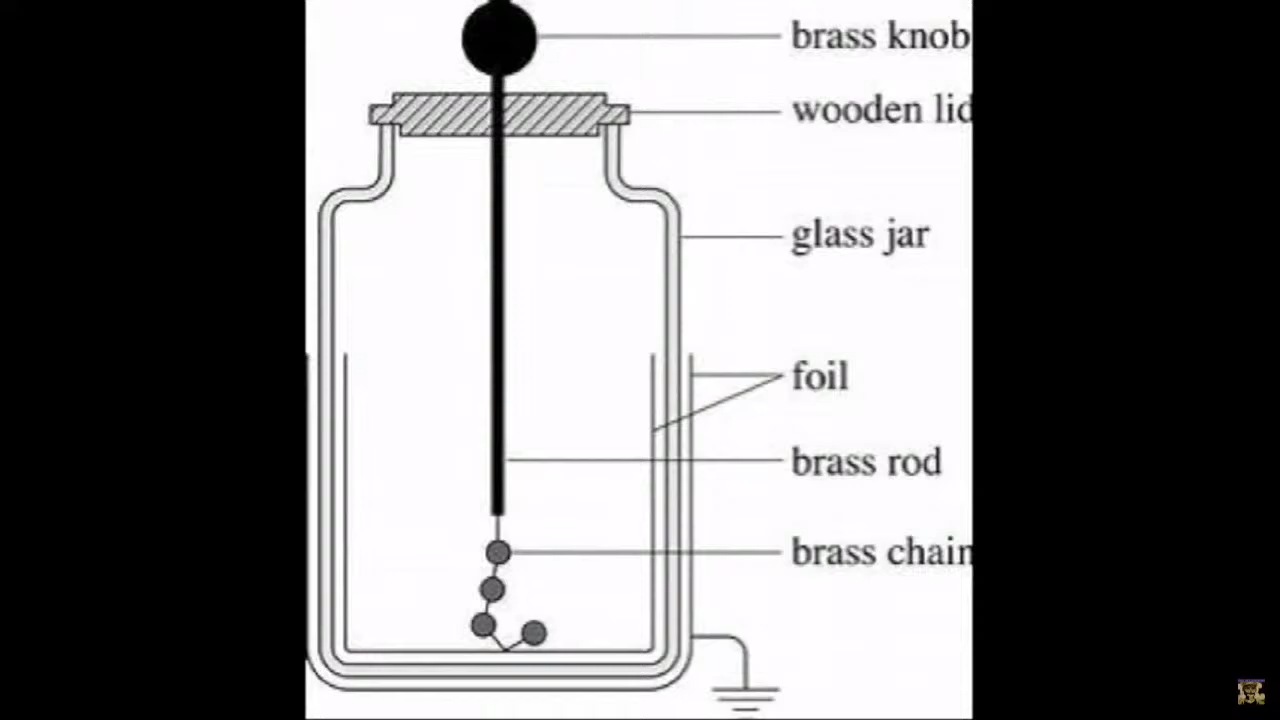 brass knob
wooden lid
glass jar
foil
brass rod
brass chain